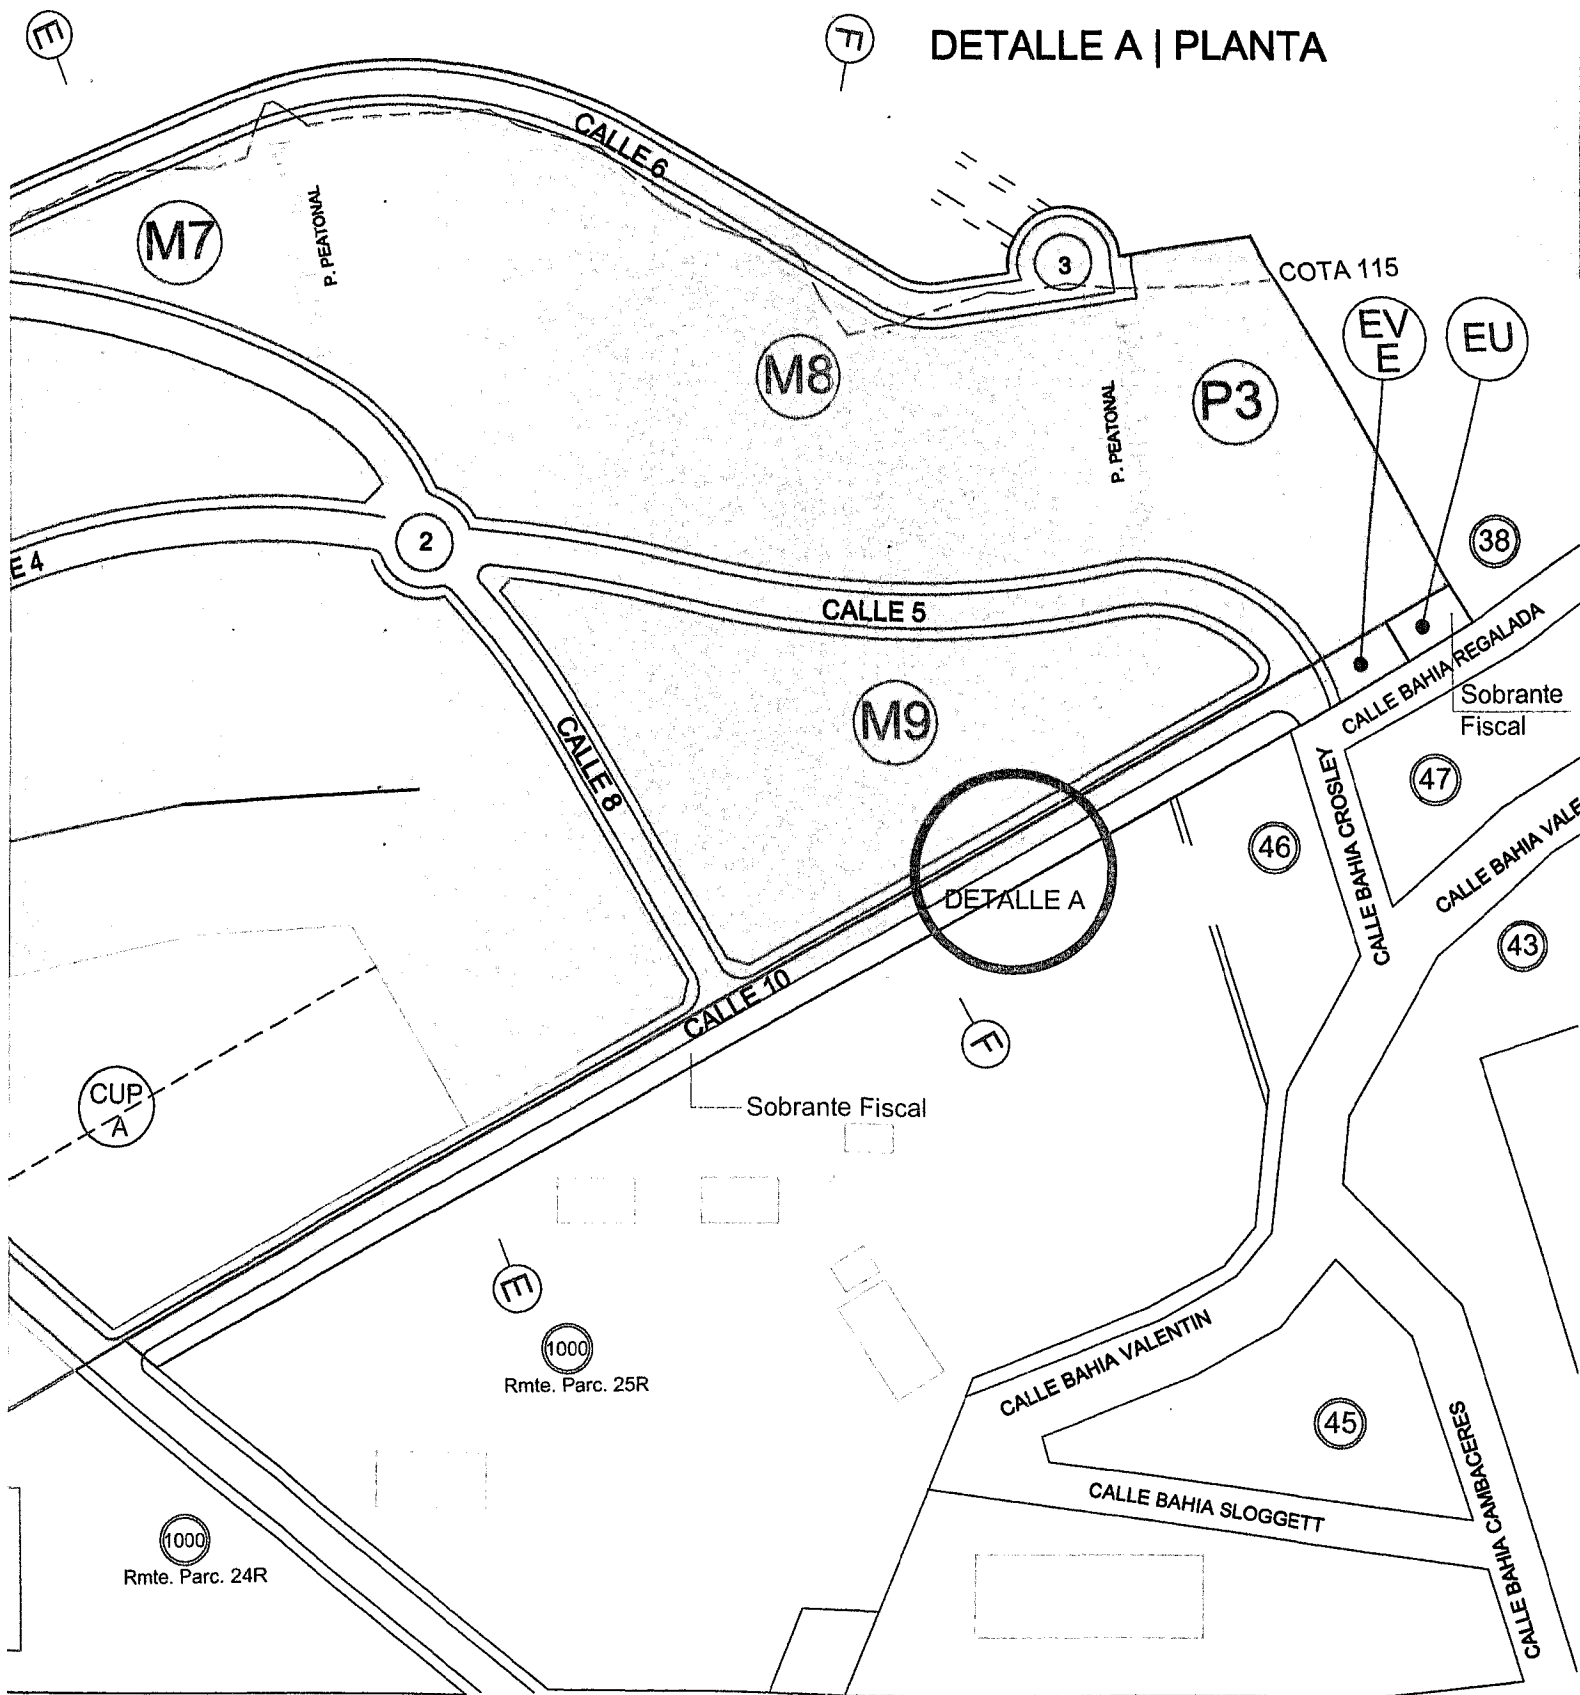 E
F
DETALLE A | PLANTA
CALLE 6
M7
P. PEATONAL
3
COTA 115
EV
E
EU
M8
P3
P. PEATONAL
2
38
E 4
CALLE 5
CALLE BAHIA REGALADA
Sobrante
Fiscal
M9
CALLE 8
47
46
CALLE BAHIA CROSLEY
CALLE BAHIA VALE
DETALLE A
43
CALLE 10
F
CUP
A
Sobrante Fiscal
E
1000
Rmte. Parc. 25R
CALLE BAHIA VALENTIN
45
CALLE BAHIA CAMBACERES
CALLE BAHIA SLOGGETT
1000
Rmte. Parc. 24R